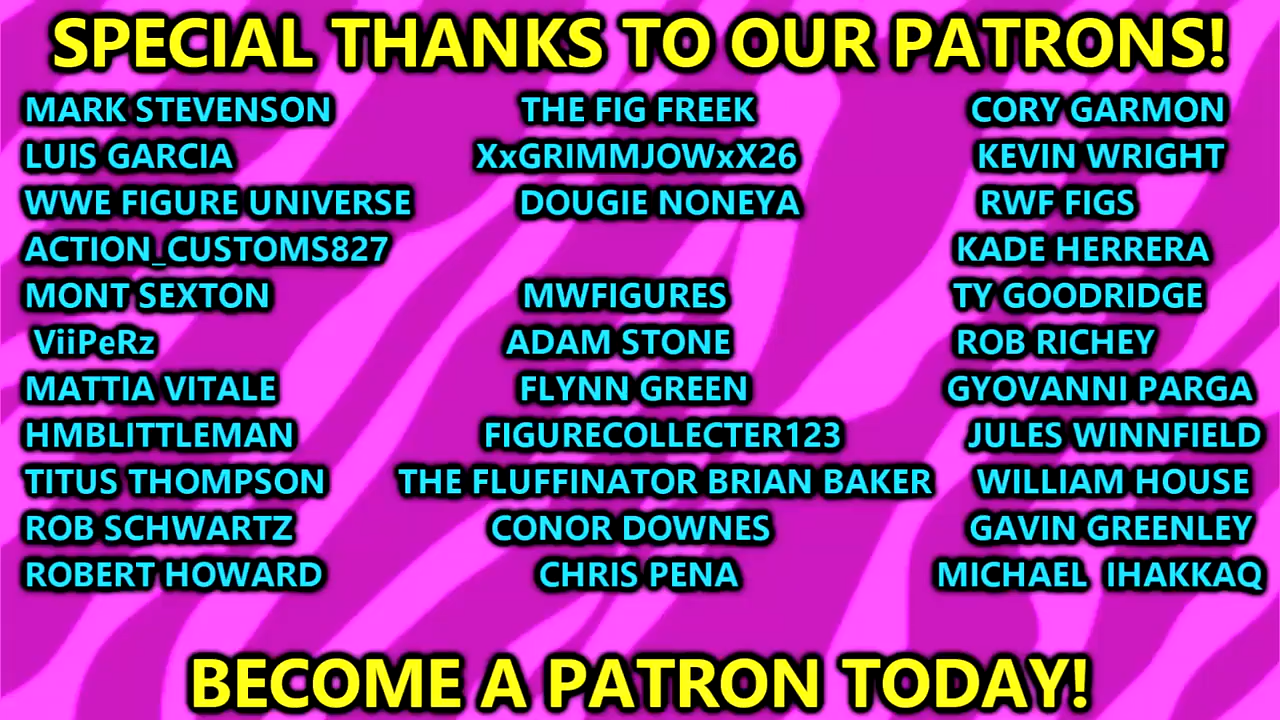 SPECIAL THANKS TO OUR PATRONS!
MARK STEVENSON THE FIG FREEK CORY GARMON
LUIS GARCIA XxGRIMMJOWxX26 KEVIN WRIGHT
WWE FIGURE UNIVERSE DOUGIE NONEYA RWF FIGS
ACTION_CUSTOMS827 KADE HERRERA
MONT SEXTON MWFIGURES TY GOODRIDGE
ViiPeRz ADAM STONE ROB RICHEY
MATTIA VITALE FLYNN GREEN GYOVANNI PARGA
HMBLITTLEMAN FIGURECOLLECTER123 JULES WINNFIELD
TITUS THOMPSON THE FLUFFINATOR BRIAN BAKER WILLIAM HOUSE
ROB SCHWARTZ CONOR DOWNES GAVIN GREENLEY
ROBERT HOWARD CHRIS PENA MICHAEL IHAKKAQ
BECOME A PATRON TODAY!